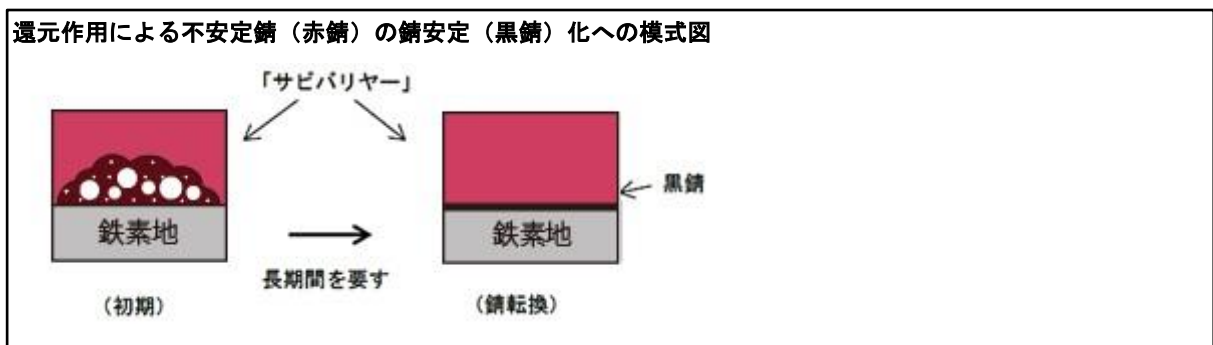 還元作用による不安定錆（赤錆）の錆安定（黒錆）化への模式図
「サビバリヤー」
黒錆
鉄素地
鉄素地
長期間を要す
（初期）
（錆転換）